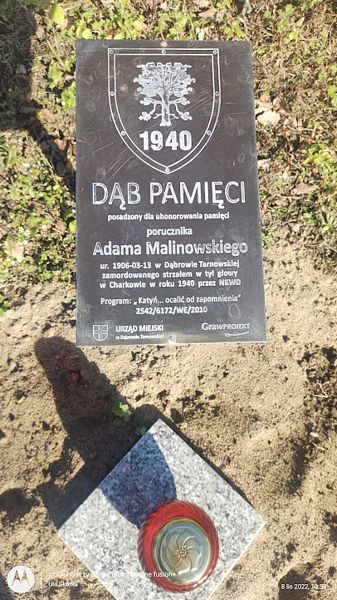 1940
DĄB PAMIĘCI
posadzony dla uhonorowania pamięci
porucznika
Adama Malinowskiego
ur. 1906-03-13 w Dąbrowie Tarnowskiej
zamordowanego strzałem w tył głowy
w Charkowie w roku 1940 przez NKWD
Program: „Katyń... ocalić od zapomnienia”
2542/6172/WE/2010
URZĄD MIEJSKI
w Dąbrowie Tarnowskiej
GRAWPROJEKT
fusion+
8 lis 2022,